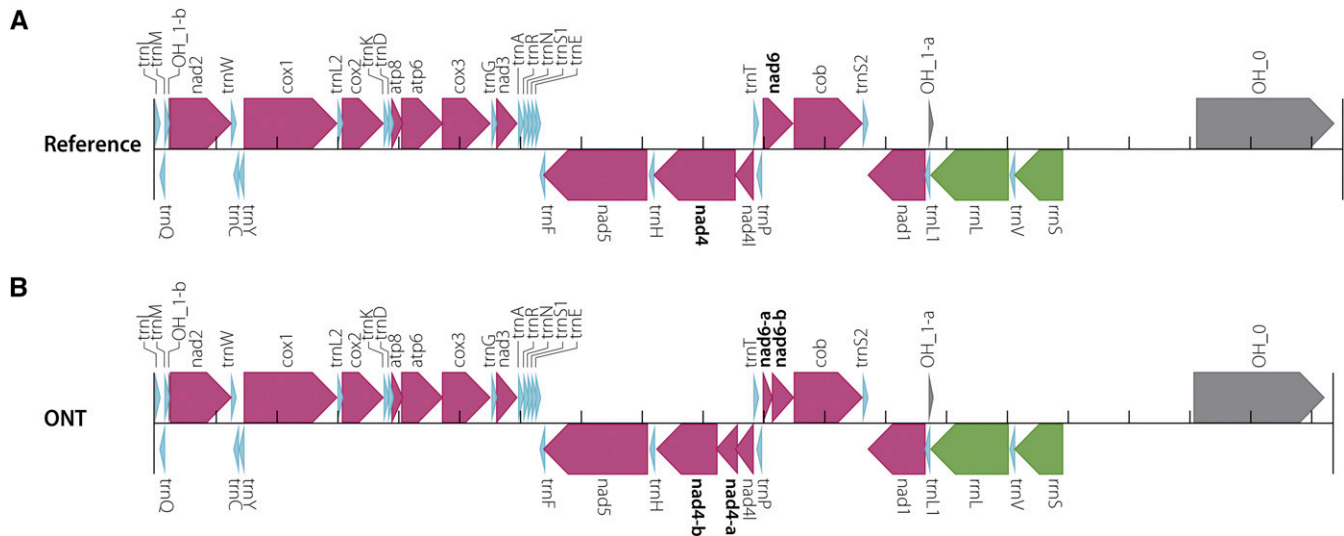 A
trnI
trnM
OH_1-b
nad2
trnW
cox1
trnL2
cox2
trnK
trnD
atp8
atp6
cox3
trnG
nad3
trnA
trnR
trnN
trnS1
trnE
trnT
nad6
cob
trnS2
OH_1-a
OH_0
Reference
trnQ
trnC
trnY
trnF
nad5
trnH
nad4
nad4l
trnP
nad1
trnL1
rrnL
trnV
rrnS
B
trnI
trnM
OH_1-b
nad2
trnW
cox1
trnL2
cox2
trnK
trnD
atp8
atp6
cox3
trnG
nad3
trnA
trnR
trnN
trnS1
trnE
trnT
nad6-a
nad6-b
cob
trnS2
OH_1-a
OH_0
ONT
trnQ
trnC
trnY
trnF
nad5
trnH
nad4-b
nad4-a
nad4l
trnP
nad1
trnL1
rrnL
trnV
rrnS